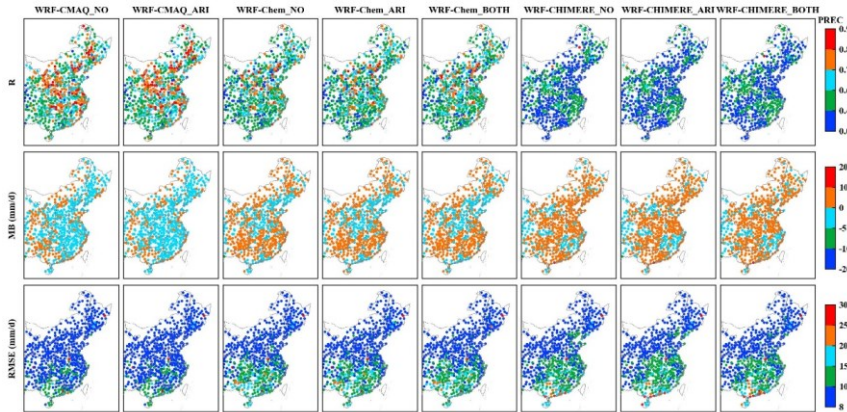 WRF-CMAQ_NO WRF-CMAQ_ARI WRF-Chem_NO WRF-Chem_ARI WRF-Chem_BOTH WRF-CHIMERE_NO WRF-CHIMERE_ARI WRF-CHIMERE_BOTH
PREC
R
MB (mm/d)
20
10
0
-5
-10
-20
RMSE (mm/d)
30
25
20
15
10
8